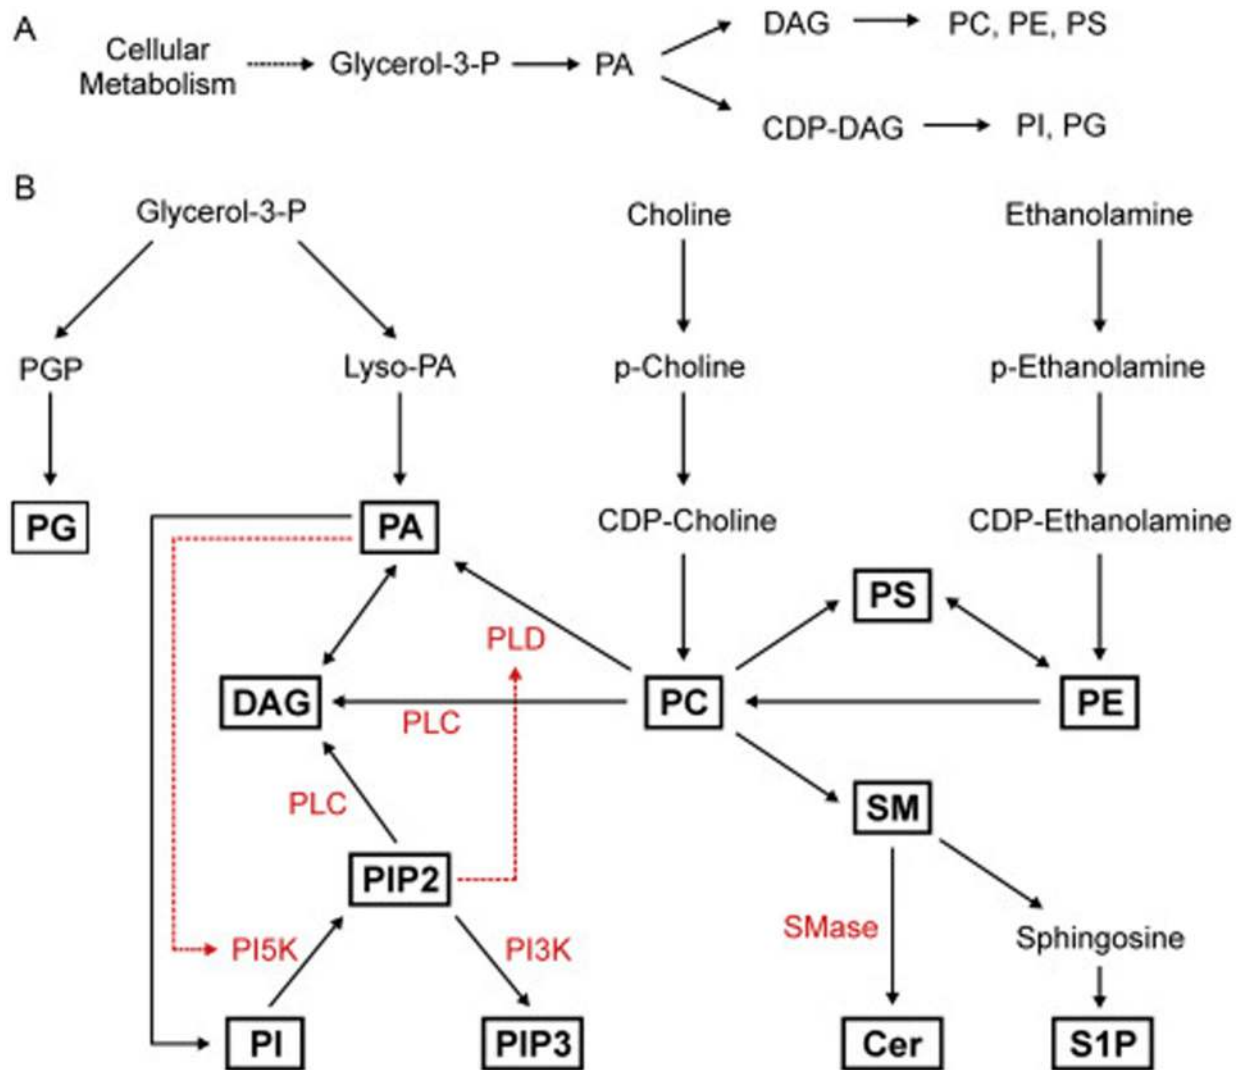 A
Cellular
Metabolism
Glycerol-3-P
PA
DAG
PC, PE, PS
CDP-DAG
PI, PG
B
Glycerol-3-P
Choline
Ethanolamine
PGP
Lyso-PA
p-Choline
p-Ethanolamine
PG
PA
CDP-Choline
CDP-Ethanolamine
PS
PLD
DAG
PLC
PC
PE
PLC
SM
PIP2
SMase
Sphingosine
PI5K
PI3K
PI
PIP3
Cer
S1P